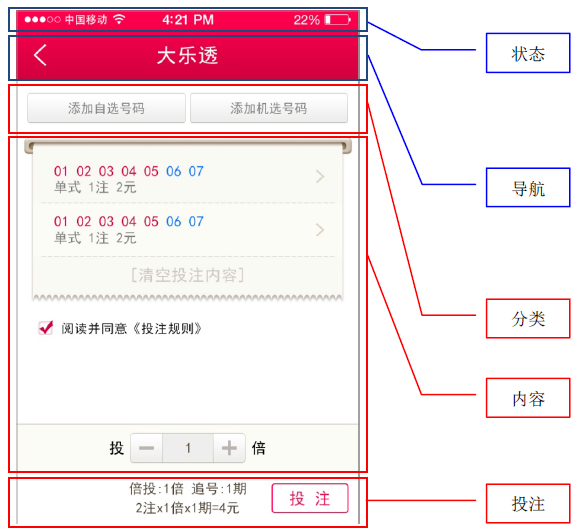 中国移动 4:21 PM 22%
大乐透
添加自选号码 添加机选号码
01 02 03 04 05 06 07
单式 1注 2元
01 02 03 04 05 06 07
单式 1注 2元
[清空投注内容]
阅读并同意《投注规则》
投 1 倍
倍投:1倍 追号:1期
2注x1倍x1期=4元
投 注
状态
导航
分类
内容
投注